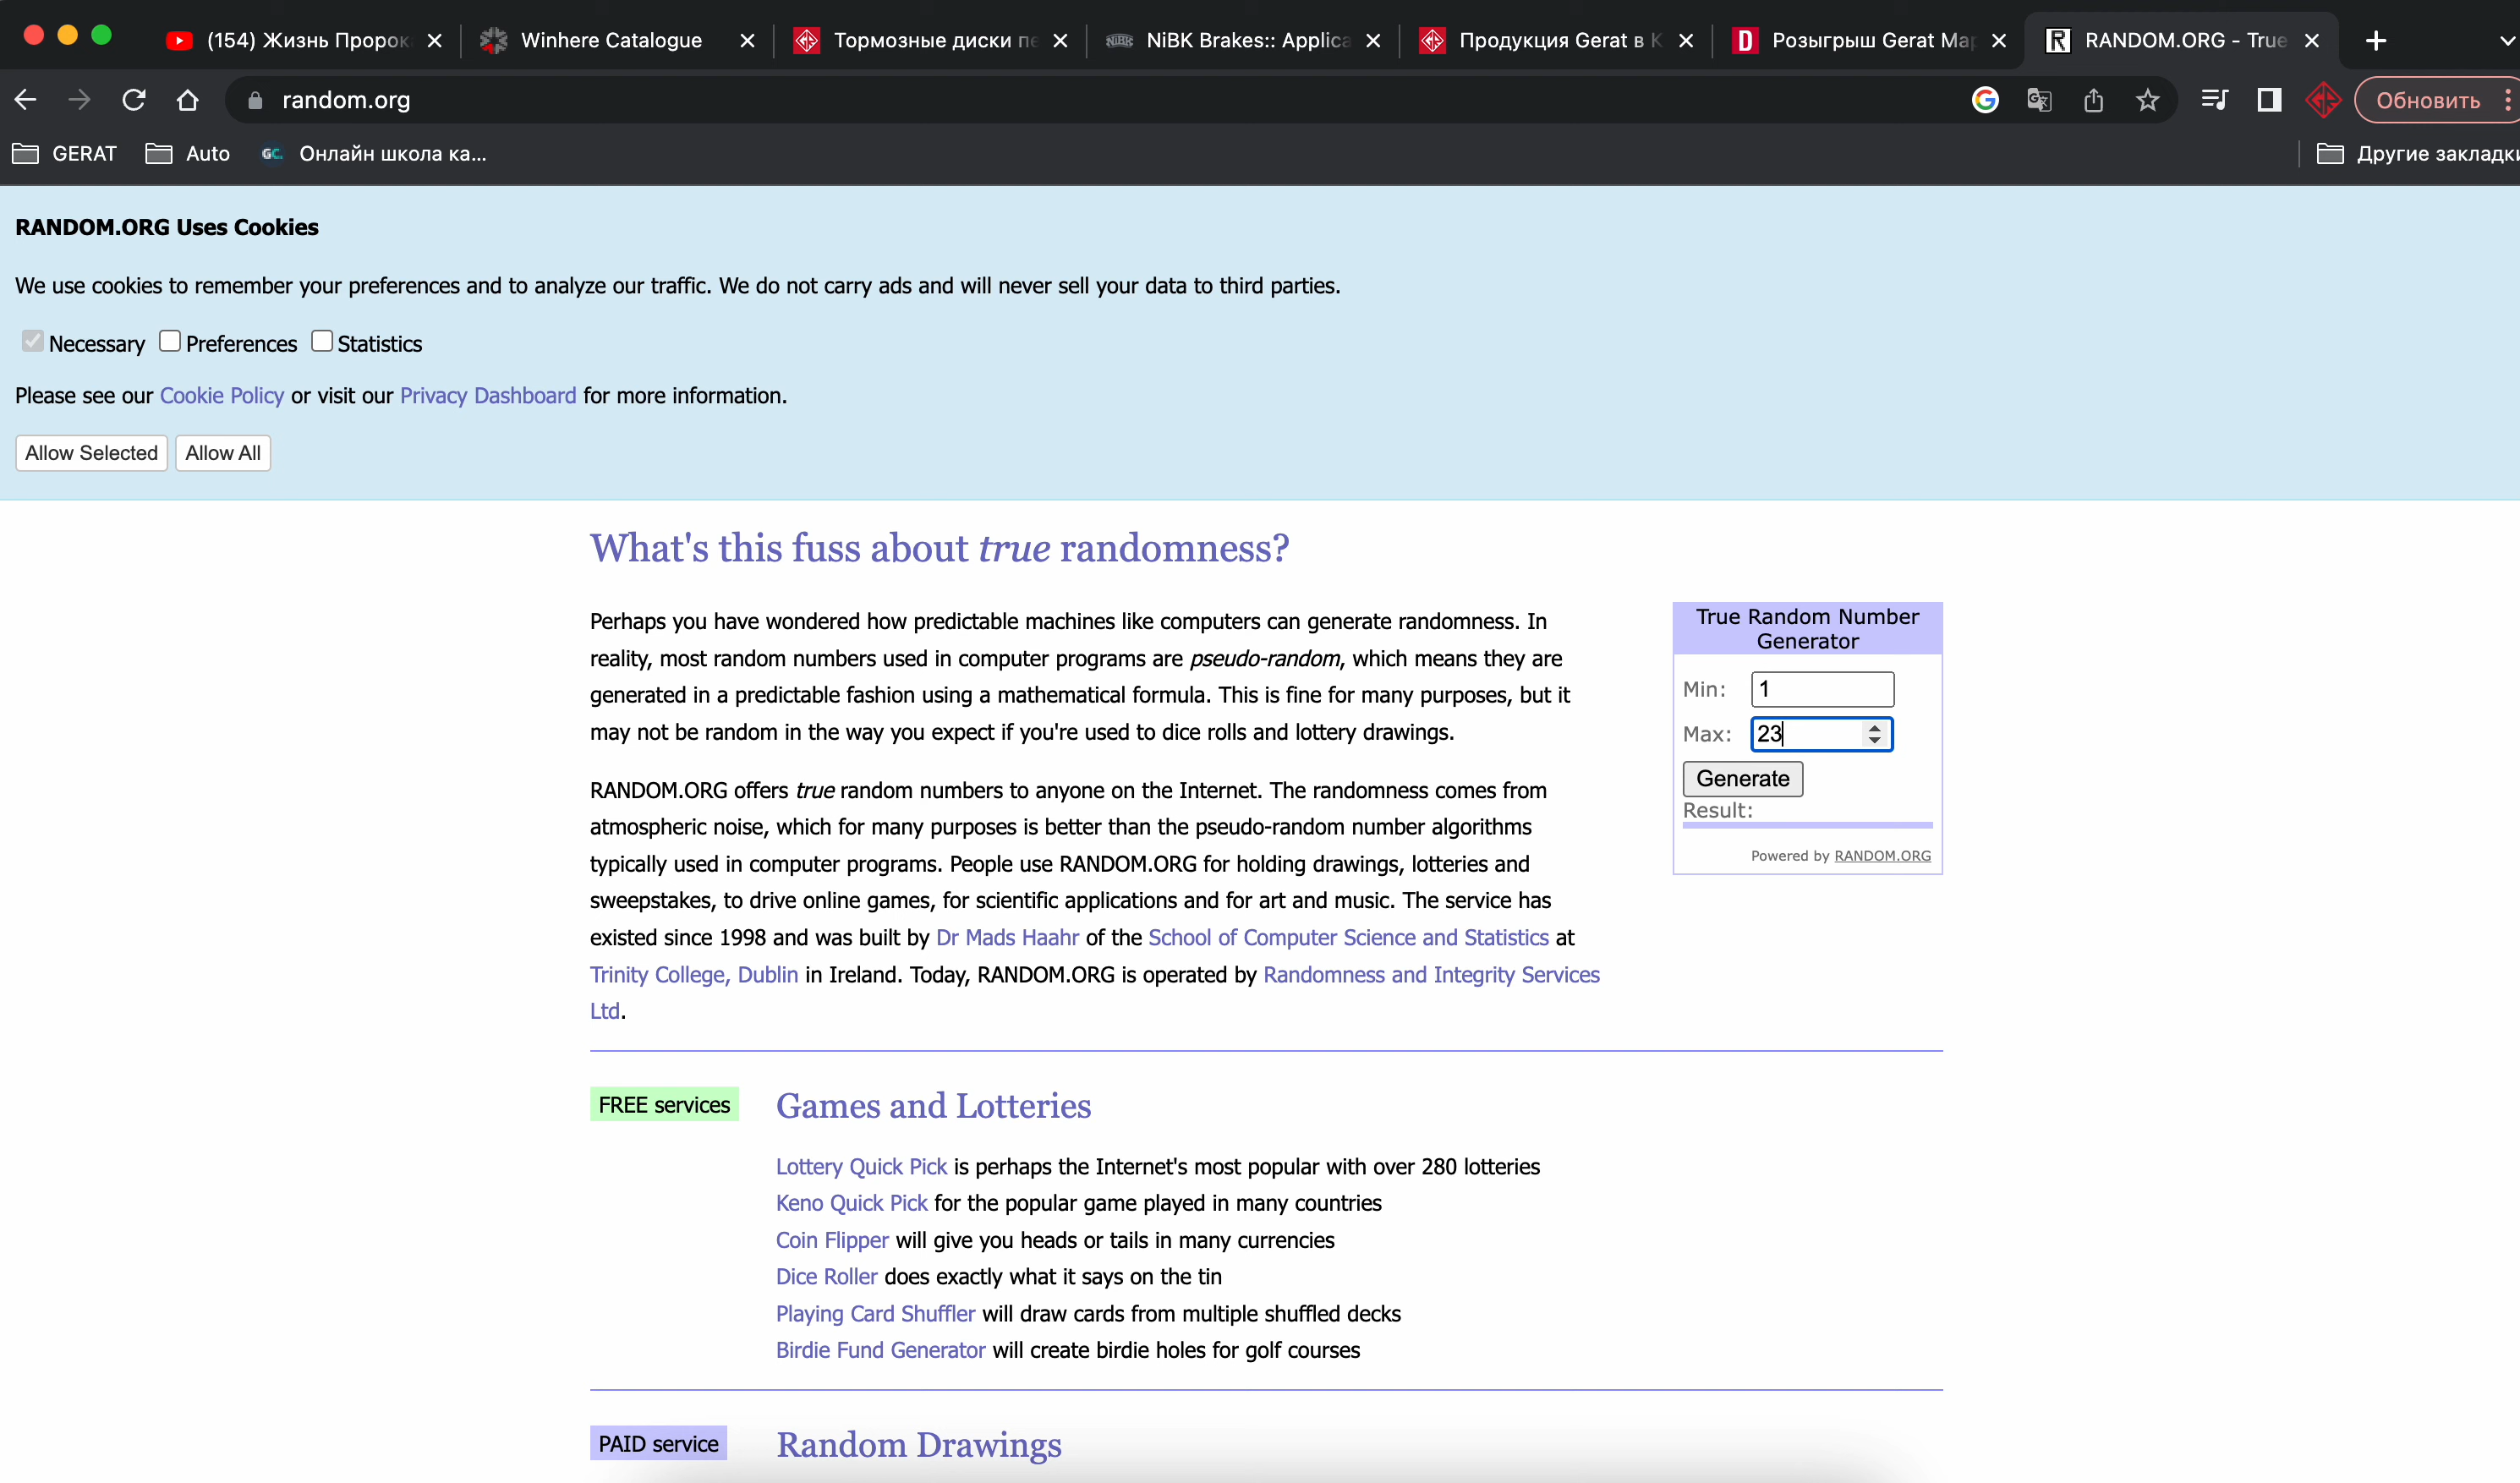 (154) Жизнь Пророк
Winhere Catalogue
Тормозные диски пе
NiBK Brakes:: Applica
Продукция Gerat в К
Розыгрыш Gerat Мар
RANDOM.ORG - True
random.org
Обновить
GERAT
Auto
GC
Онлайн школа ка...
Другие закладки
RANDOM.ORG Uses Cookies
We use cookies to remember your preferences and to analyze our traffic. We do not carry ads and will never sell your data to third parties.
Necessary Preferences Statistics
Please see our Cookie Policy or visit our Privacy Dashboard for more information.
Allow Selected Allow All
What's this fuss about true randomness?
Perhaps you have wondered how predictable machines like computers can generate randomness. In
reality, most random numbers used in computer programs are pseudo-random, which means they are
generated in a predictable fashion using a mathematical formula. This is fine for many purposes, but it
may not be random in the way you expect if you're used to dice rolls and lottery drawings.
RANDOM.ORG offers true random numbers to anyone on the Internet. The randomness comes from
atmospheric noise, which for many purposes is better than the pseudo-random number algorithms
typically used in computer programs. People use RANDOM.ORG for holding drawings, lotteries and
sweepstakes, to drive online games, for scientific applications and for art and music. The service has
existed since 1998 and was built by Dr Mads Haahr of the School of Computer Science and Statistics at
Trinity College, Dublin in Ireland. Today, RANDOM.ORG is operated by Randomness and Integrity Services
Ltd.
True Random Number
Generator
Min: 1
Max: 23
Generate
Result:
Powered by RANDOM.ORG
FREE services
Games and Lotteries
Lottery Quick Pick is perhaps the Internet's most popular with over 280 lotteries
Keno Quick Pick for the popular game played in many countries
Coin Flipper will give you heads or tails in many currencies
Dice Roller does exactly what it says on the tin
Playing Card Shuffler will draw cards from multiple shuffled decks
Birdie Fund Generator will create birdie holes for golf courses
PAID service
Random Drawings